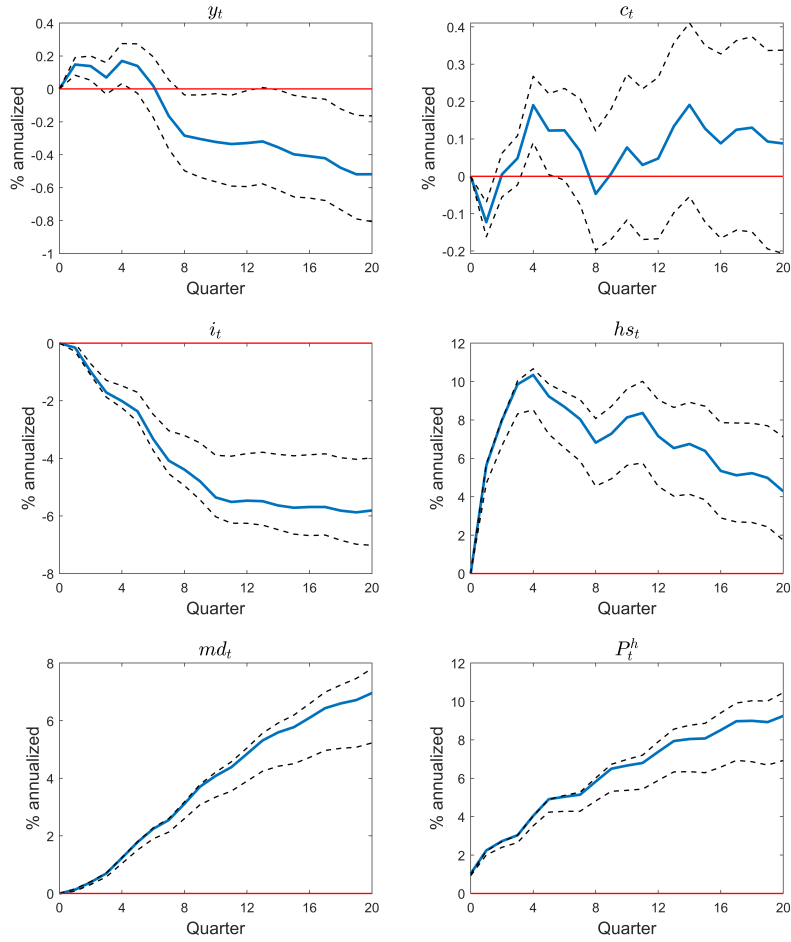 y_t
% annualized
0.4
0.2
0
-0.2
-0.4
-0.6
-0.8
-1
0 4 8 12 16 20
Quarter
c_t
% annualized
0.4
0.3
0.2
0.1
0
-0.1
-0.2
0 4 8 12 16 20
Quarter
i_t
% annualized
0
-2
-4
-6
-8
0 4 8 12 16 20
Quarter
hs_t
% annualized
12
10
8
6
4
2
0
0 4 8 12 16 20
Quarter
md_t
% annualized
8
6
4
2
0
0 4 8 12 16 20
Quarter
P_t^h
% annualized
12
10
8
6
4
2
0
0 4 8 12 16 20
Quarter